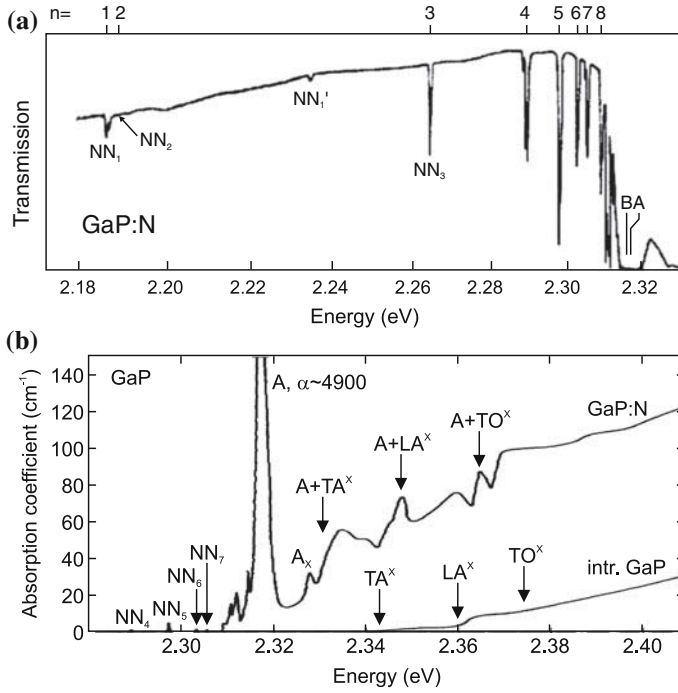 (a) n= 1 2 3 4 5 6 7 8
Transmission
NN₁
NN₂
NN₁'
NN₃
BA
GaP:N
2.18 2.20 2.22 2.24 2.26 2.28 2.30 2.32
Energy (eV)
(b)
Absorption coefficient (cm⁻¹)
140
120
100
80
60
40
20
0
GaP
A, α~4900
GaP:N
A+TOˣ
A+LAˣ
A+TAˣ
Aₓ
NN₇
NN₆
NN₅
NN₄
TAˣ
LAˣ
TOˣ
intr. GaP
2.30 2.32 2.34 2.36 2.38 2.40
Energy (eV)